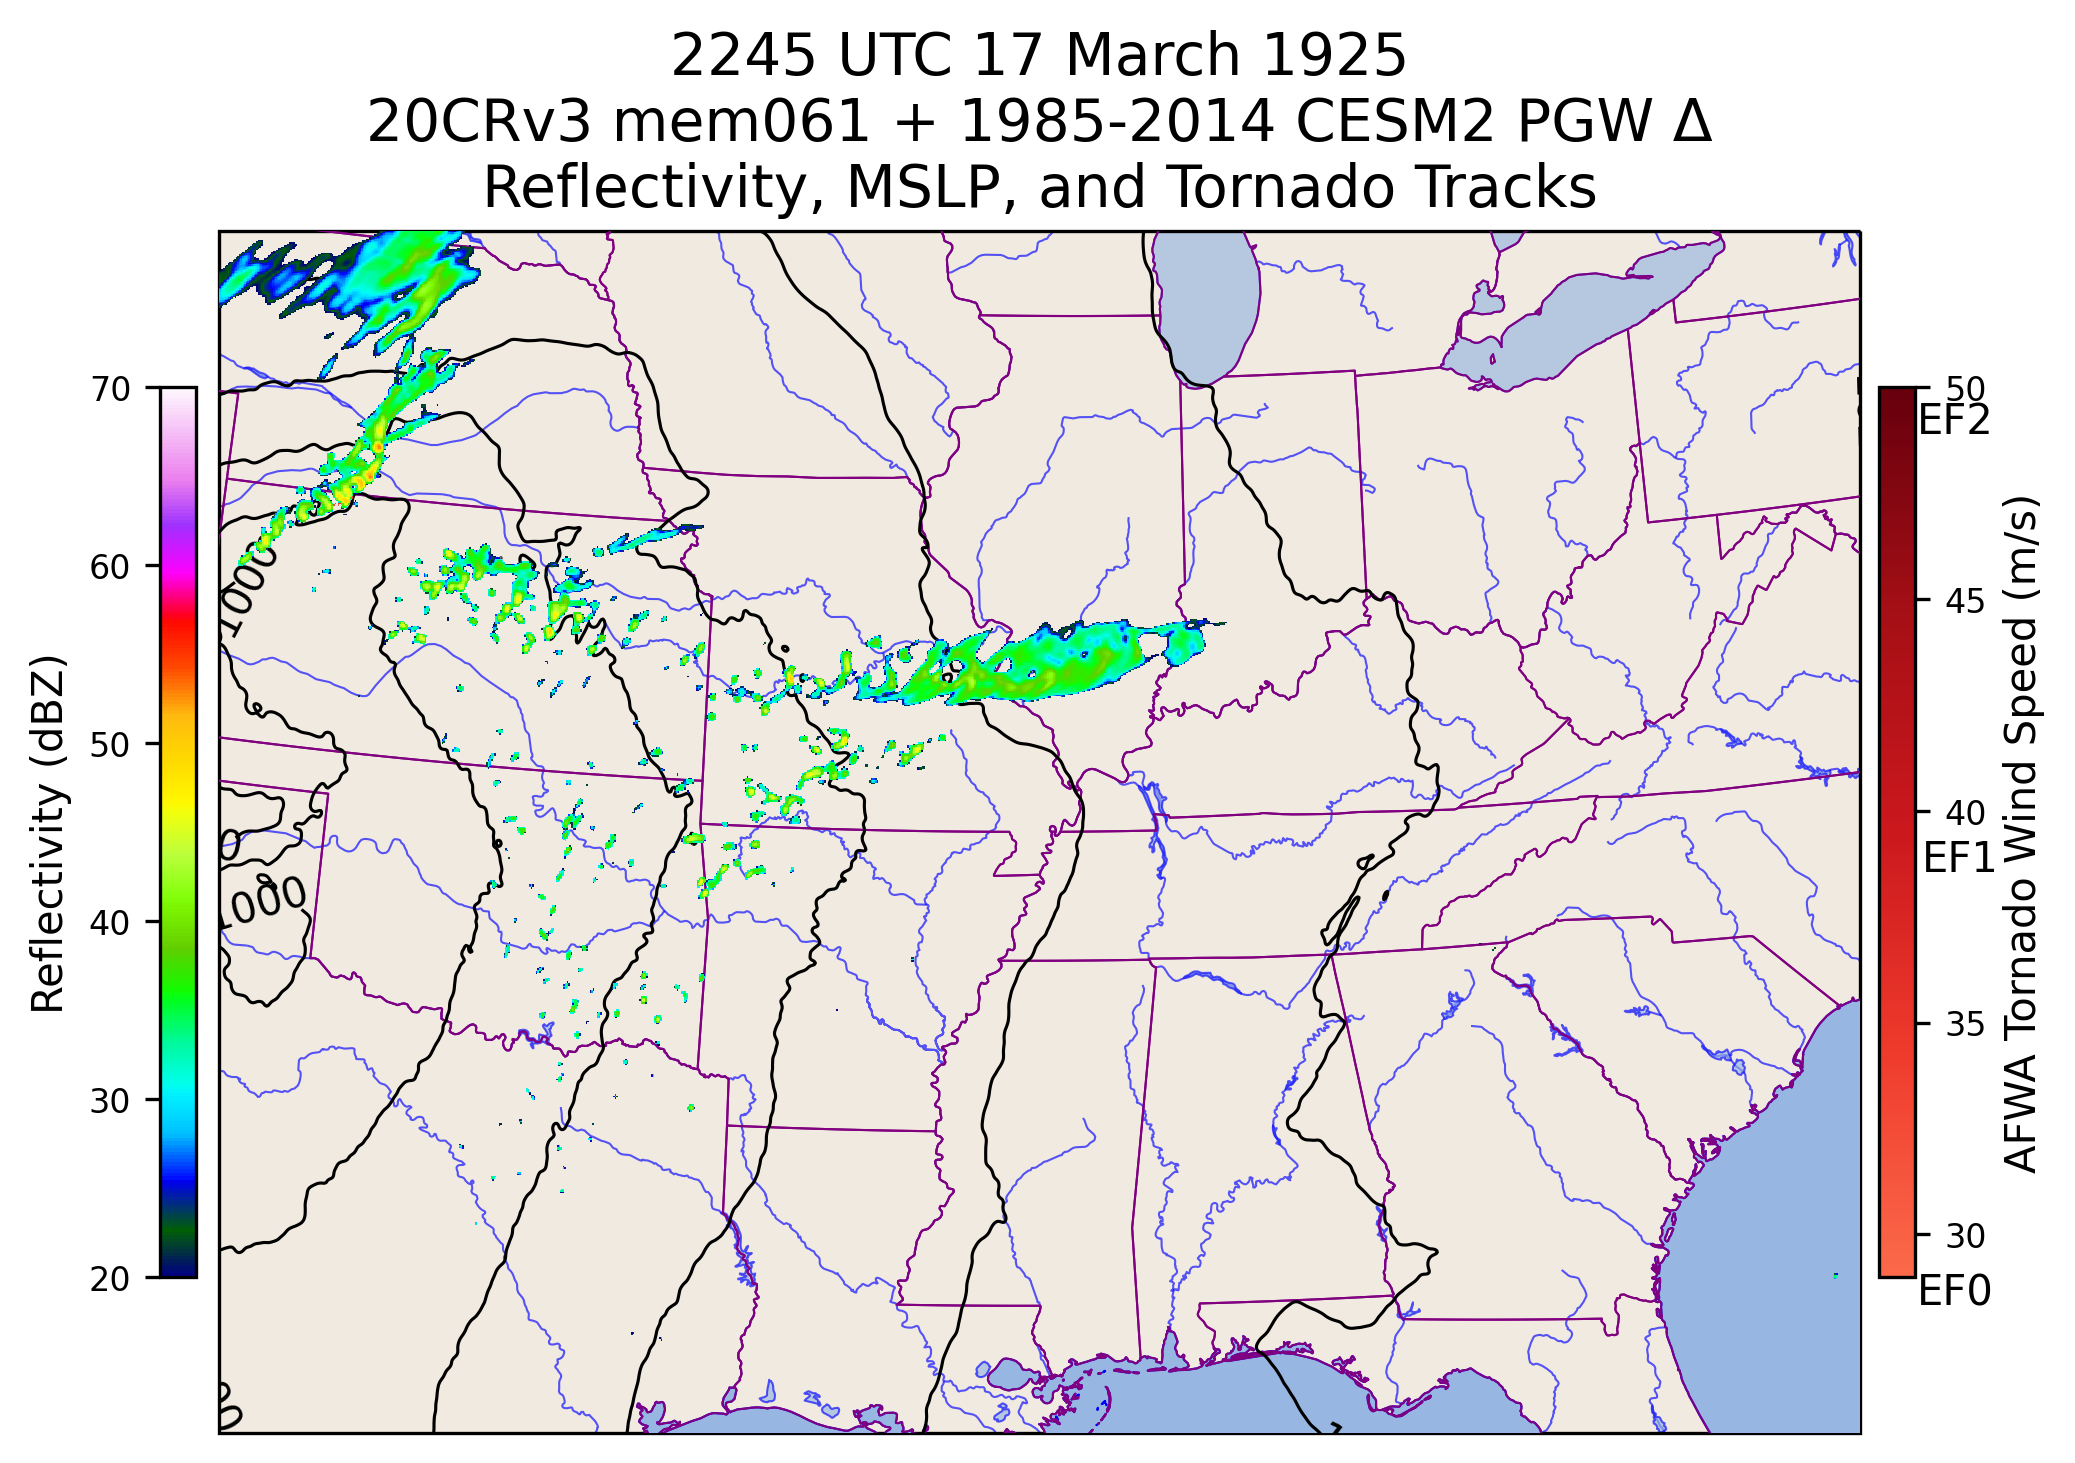 2245 UTC 17 March 1925
20CRv3 mem061 + 1985-2014 CESM2 PGW Δ
Reflectivity, MSLP, and Tornado Tracks
70
60
50
40
30
20
Reflectivity (dBZ)
1000
0
1000
00
50
EF2
45
40
EF1
35
30
EF0
AFWA Tornado Wind Speed (m/s)